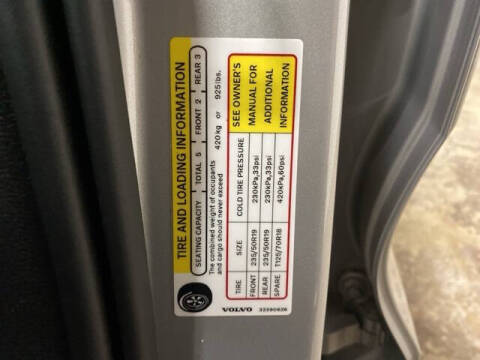 TIRE AND LOADING INFORMATION
SEATING CAPACITY TOTAL 5 FRONT 2 REAR 3
The combined weight of occupants
and cargo should never exceed 420 kg or 925 lbs.
TIRE SIZE COLD TIRE PRESSURE
FRONT 235/50R19 230kPa,33psi
REAR 235/50R19 230kPa,33psi
SPARE T125/70R18 420kPa,60psi
SEE OWNER'S
MANUAL FOR
ADDITIONAL
INFORMATION
VOLVO 32290626